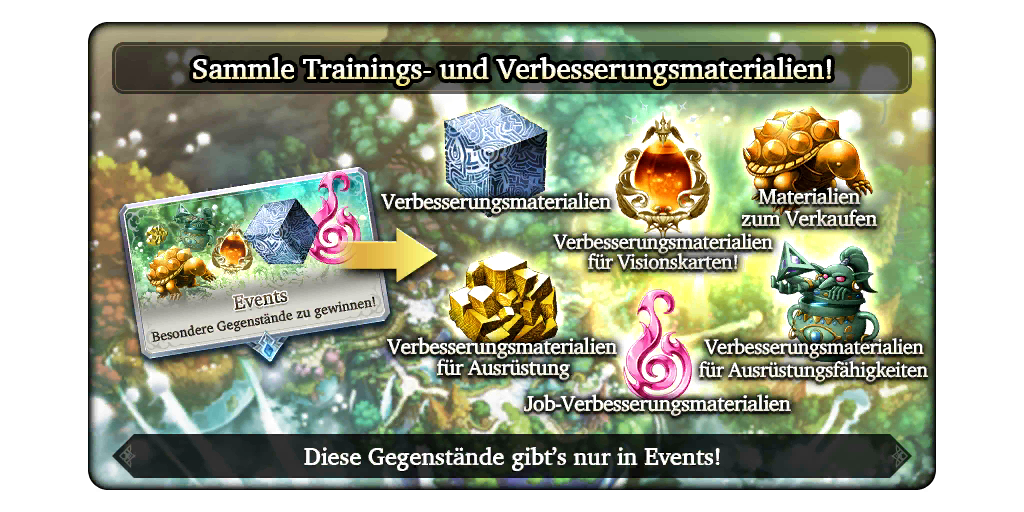 Sammle Trainings- und Verbesserungsmaterialien!
Verbesserungsmaterialien
Materialien
zum Verkaufen
Verbesserungsmaterialien
für Visionskarten!
Events
Besondere Gegenstände zu gewinnen!
Verbesserungsmaterialien
für Ausrüstung
Verbesserungsmaterialien
für Ausrüstungsfähigkeiten
Job-Verbesserungsmaterialien
Diese Gegenstände gibt's nur in Events!